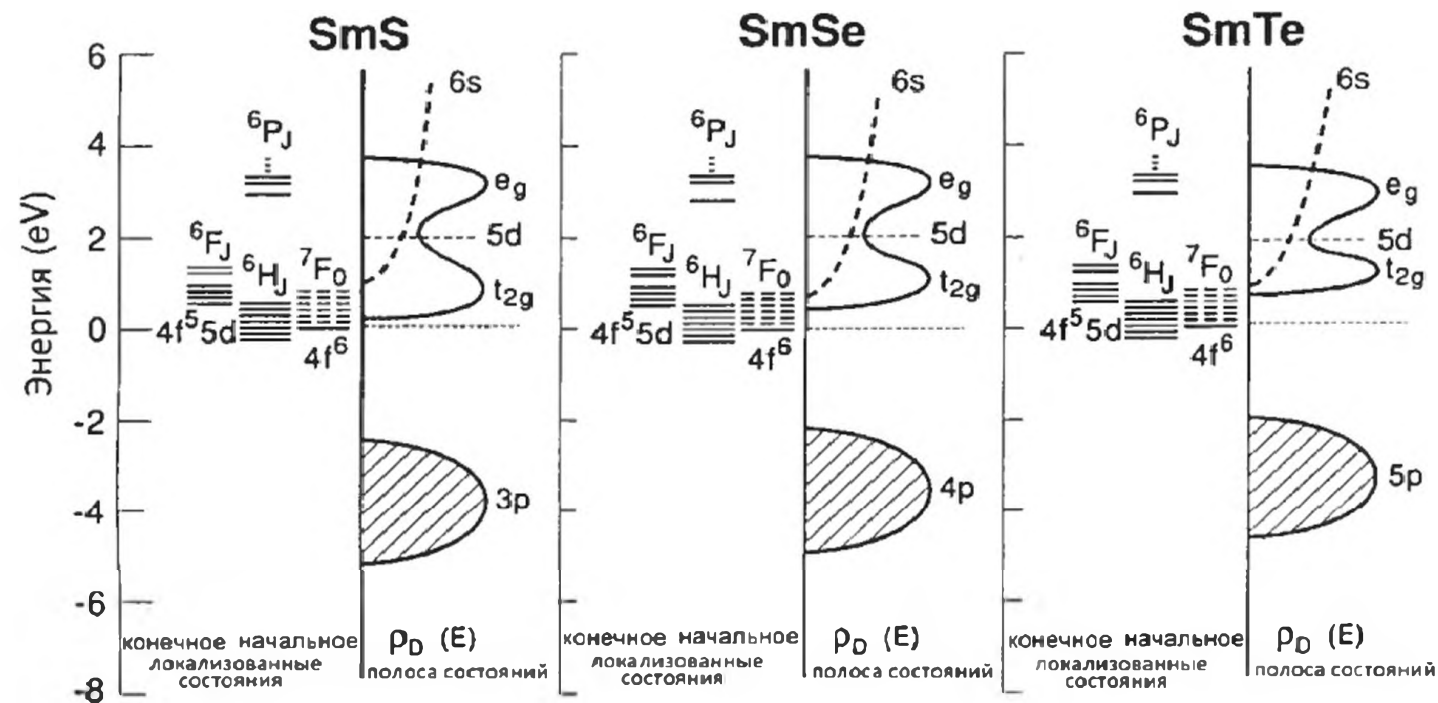 SmS
SmSe
SmTe
Энергия (eV)
6
4
2
0
-2
-4
-6
-8
6s
⁶P_J
e_g
5d
⁶F_J
⁶H_J
⁷F₀
t₂g
4f⁵5d
4f⁶
3p
конечное начальное
локализованные
состояния
ρ_D (E)
полоса состояний
6s
⁶P_J
e_g
5d
⁶F_J
⁶H_J
⁷F₀
t₂g
4f⁵5d
4f⁶
4p
конечное начальное
локализованные
состояния
ρ_D (E)
полоса состояний
6s
⁶P_J
e_g
5d
⁶F_J
⁶H_J
⁷F₀
t₂g
4f⁵5d
4f⁶
5p
конечное начальное
локализованные
состояния
ρ_D (E)
полоса состояний